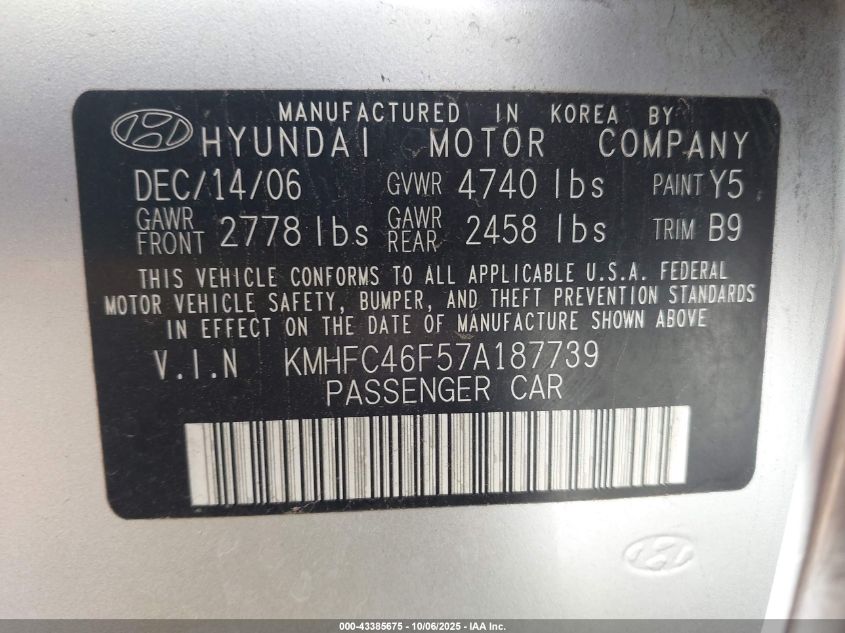 MANUFACTURED IN KOREA BY
HYUNDAI MOTOR COMPANY
DEC/14/06 GVWR 4740 lbs PAINT Y5
GAWR FRONT 2778 lbs GAWR REAR 2458 lbs TRIM B9
THIS VEHICLE CONFORMS TO ALL APPLICABLE U.S.A. FEDERAL
MOTOR VEHICLE SAFETY, BUMPER, AND THEFT PREVENTION STANDARDS
IN EFFECT ON THE DATE OF MANUFACTURE SHOWN ABOVE
V.I.N KMHFC46F57A187739
PASSENGER CAR
000-43385675 - 10/06/2025 - IAA Inc.